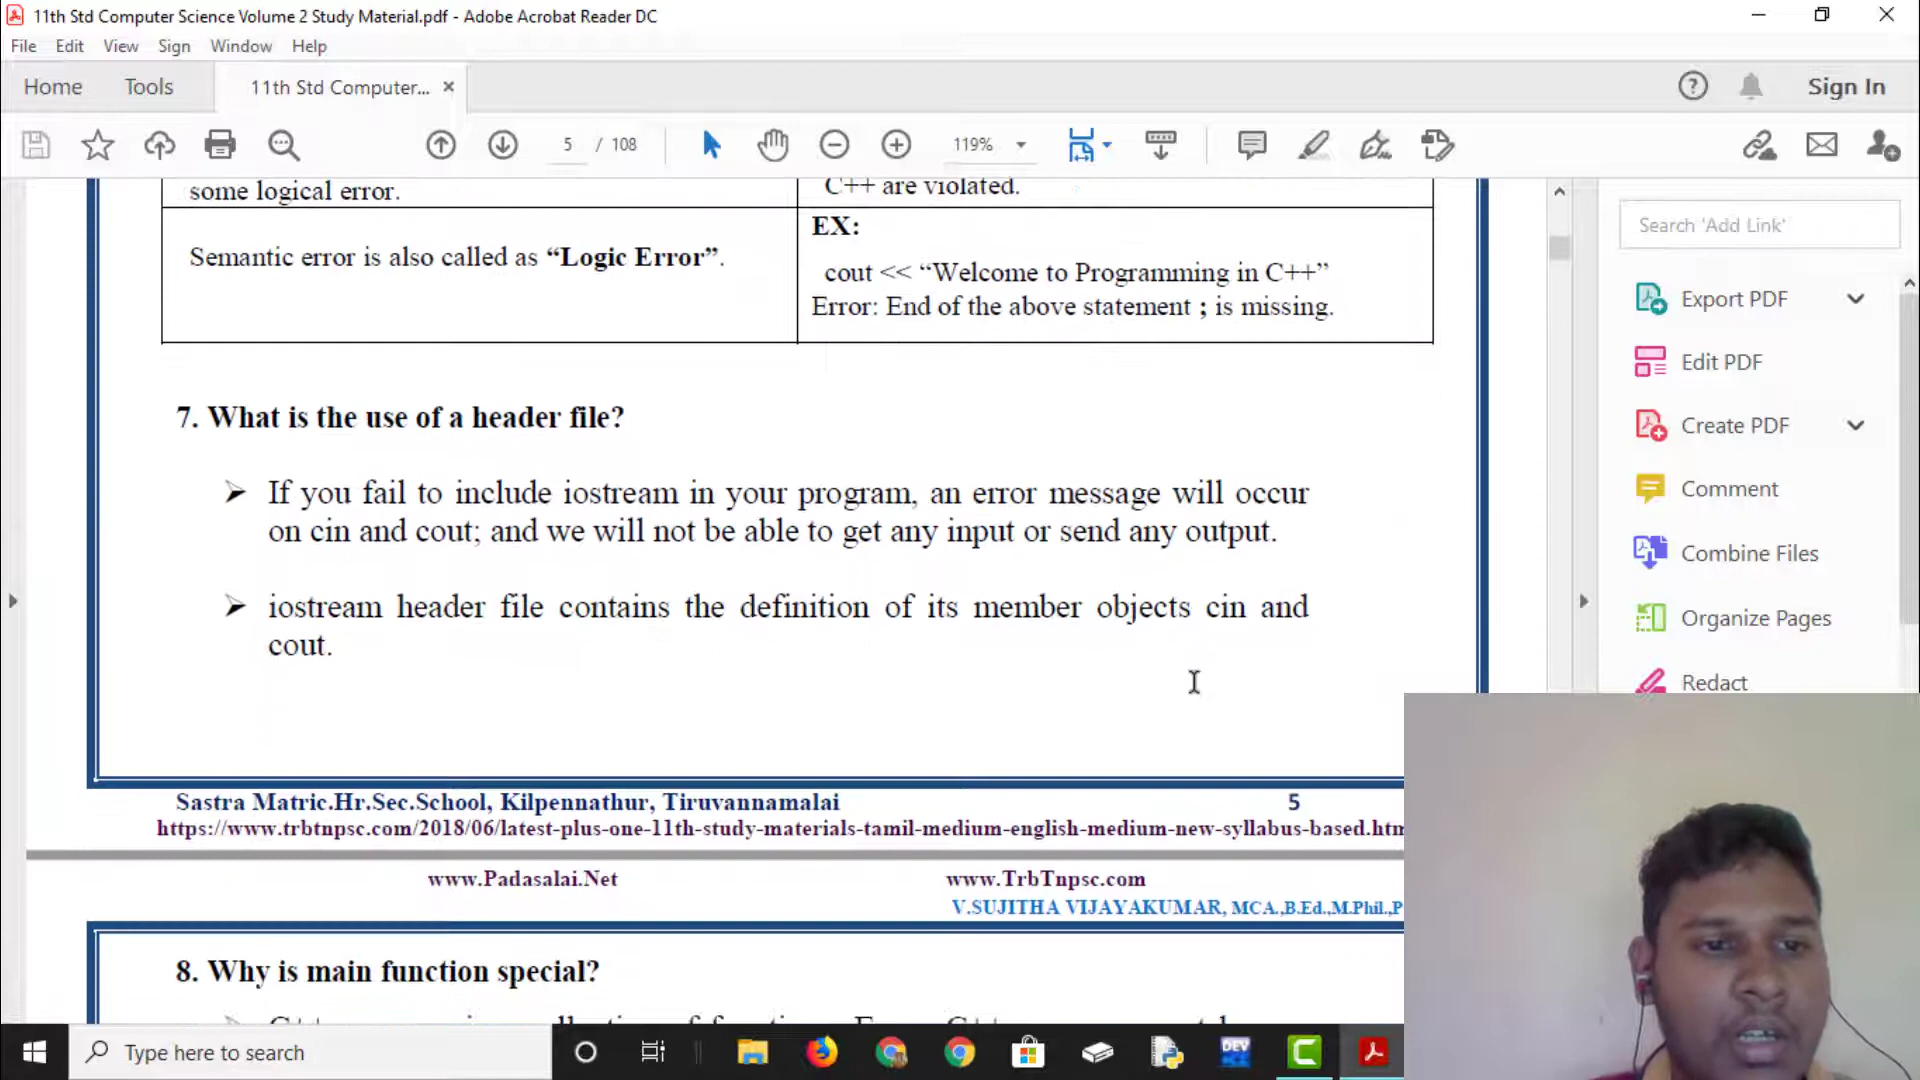 11th Std Computer Science Volume 2 Study Material.pdf - Adobe Acrobat Reader DC
File Edit View Sign Window Help
Home Tools 11th Std Computer... × Sign In
5 / 108 119%
some logical error.
C++ are violated.
Semantic error is also called as “Logic Error”.
EX:
cout << “Welcome to Programming in C++”
Error: End of the above statement ; is missing.
7. What is the use of a header file?
➢ If you fail to include iostream in your program, an error message will occur
on cin and cout; and we will not be able to get any input or send any output.
➢ iostream header file contains the definition of its member objects cin and
cout.
Sastra Matric.Hr.Sec.School, Kilpennathur, Tiruvannamalai 5
https://www.trbtnpsc.com/2018/06/latest-plus-one-11th-study-materials-tamil-medium-english-medium-new-syllabus-based.htm
www.Padasalai.Net www.TrbTnpsc.com
V.SUJITHA VIJAYAKUMAR, MCA.,B.Ed.,M.Phil.,P
8. Why is main function special?
Search 'Add Link'
Export PDF
Edit PDF
Create PDF
Comment
Combine Files
Organize Pages
Redact
Type here to search
DEV